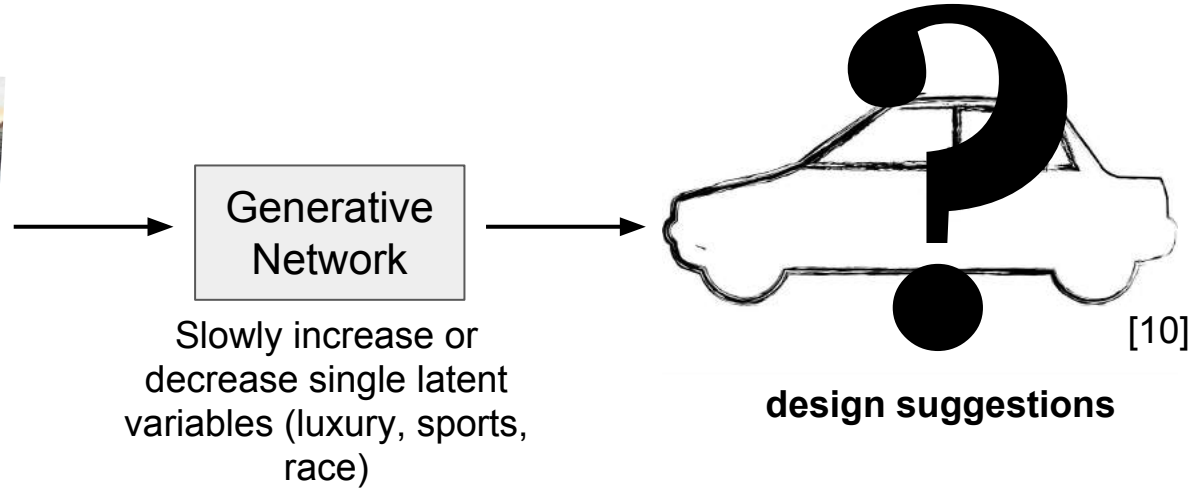 Generative
Network
Slowly increase or
decrease single latent
variables (luxury, sports,
race)
?
[10]
design suggestions